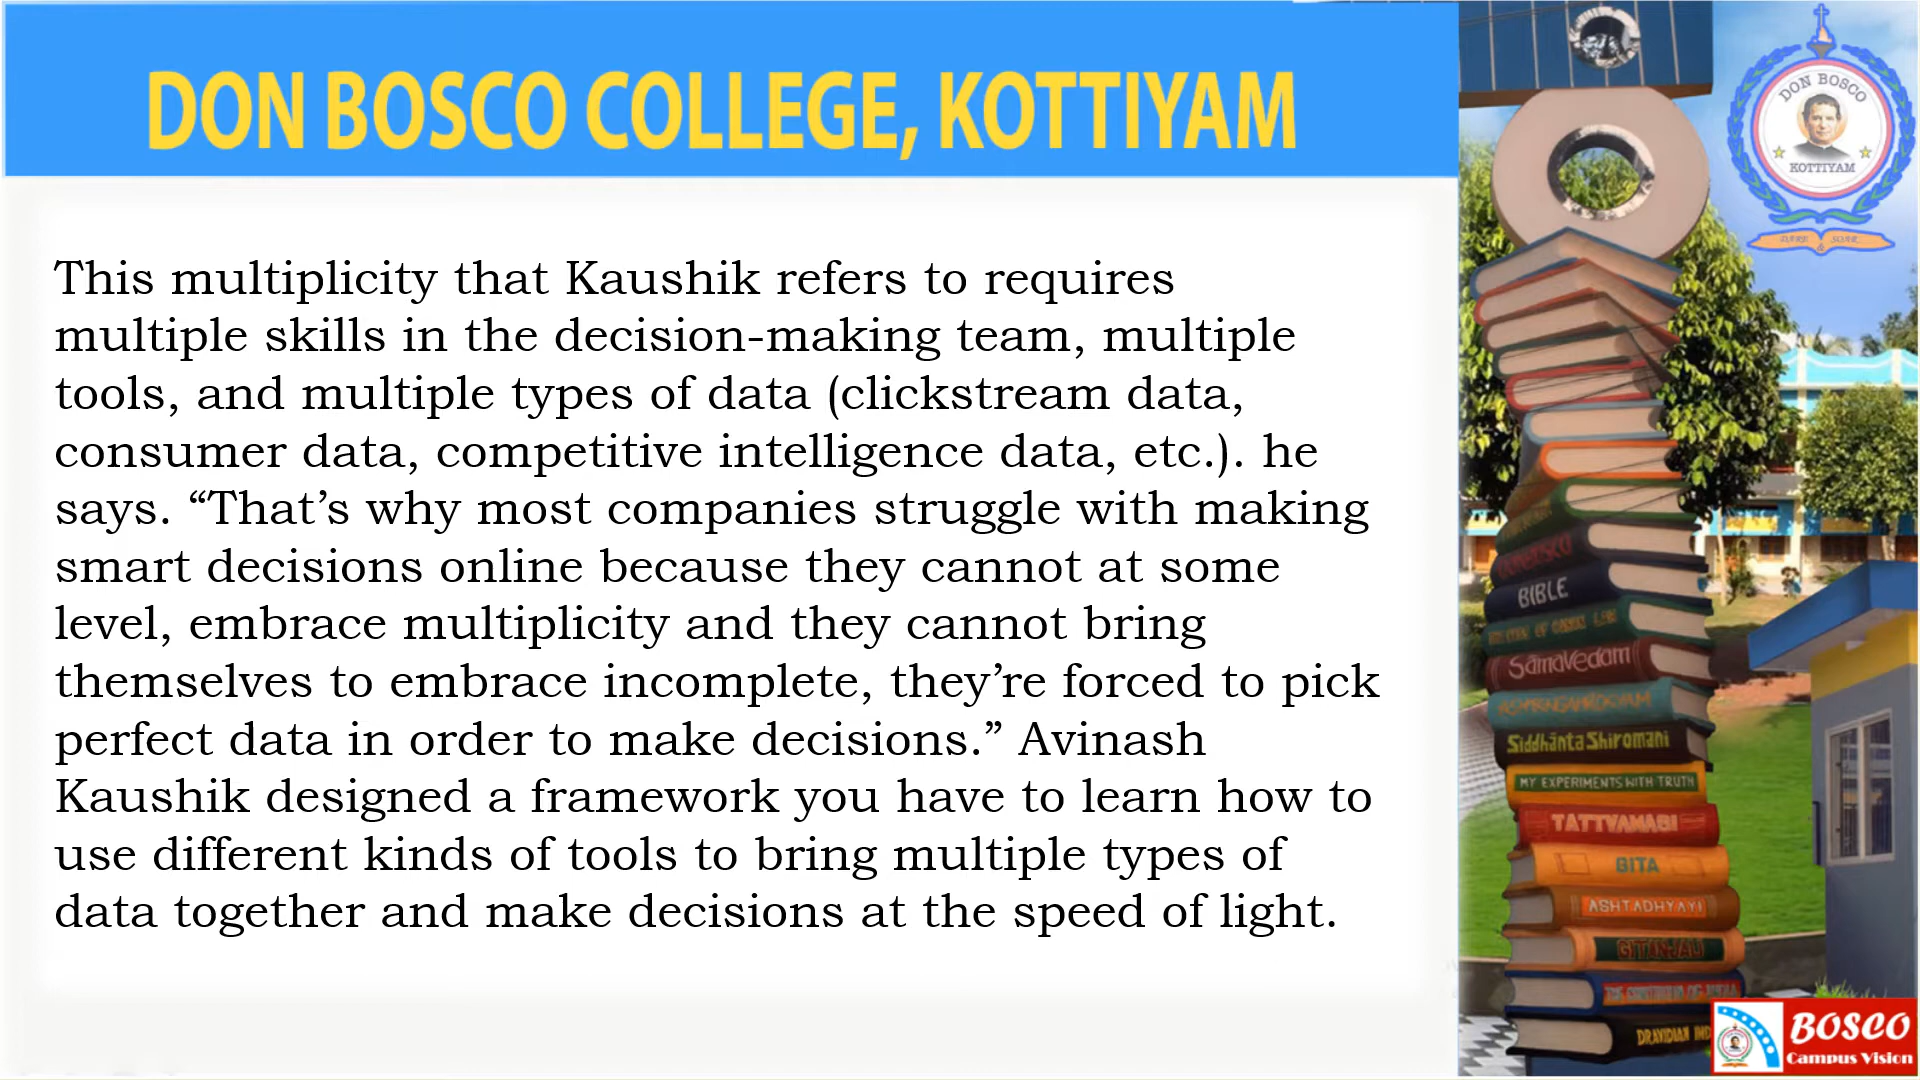 DON BOSCO COLLEGE, KOTTIYAM
DON BOSCO
KOTTIYAM
DARE & SOAR
This multiplicity that Kaushik refers to requires
multiple skills in the decision-making team, multiple
tools, and multiple types of data (clickstream data,
consumer data, competitive intelligence data, etc.). he
says. “That’s why most companies struggle with making
smart decisions online because they cannot at some
level, embrace multiplicity and they cannot bring
themselves to embrace incomplete, they’re forced to pick
perfect data in order to make decisions.” Avinash
Kaushik designed a framework you have to learn how to
use different kinds of tools to bring multiple types of
data together and make decisions at the speed of light.
BIBLE
Sāmavedam
Siddhānta Shiromani
MY EXPERIMENTS WITH TRUTH
TATTVAMASI
GITA
ASHTADHYAYI
GITANJALI
DRAVIDIAN
BOSCO
Campus Vision